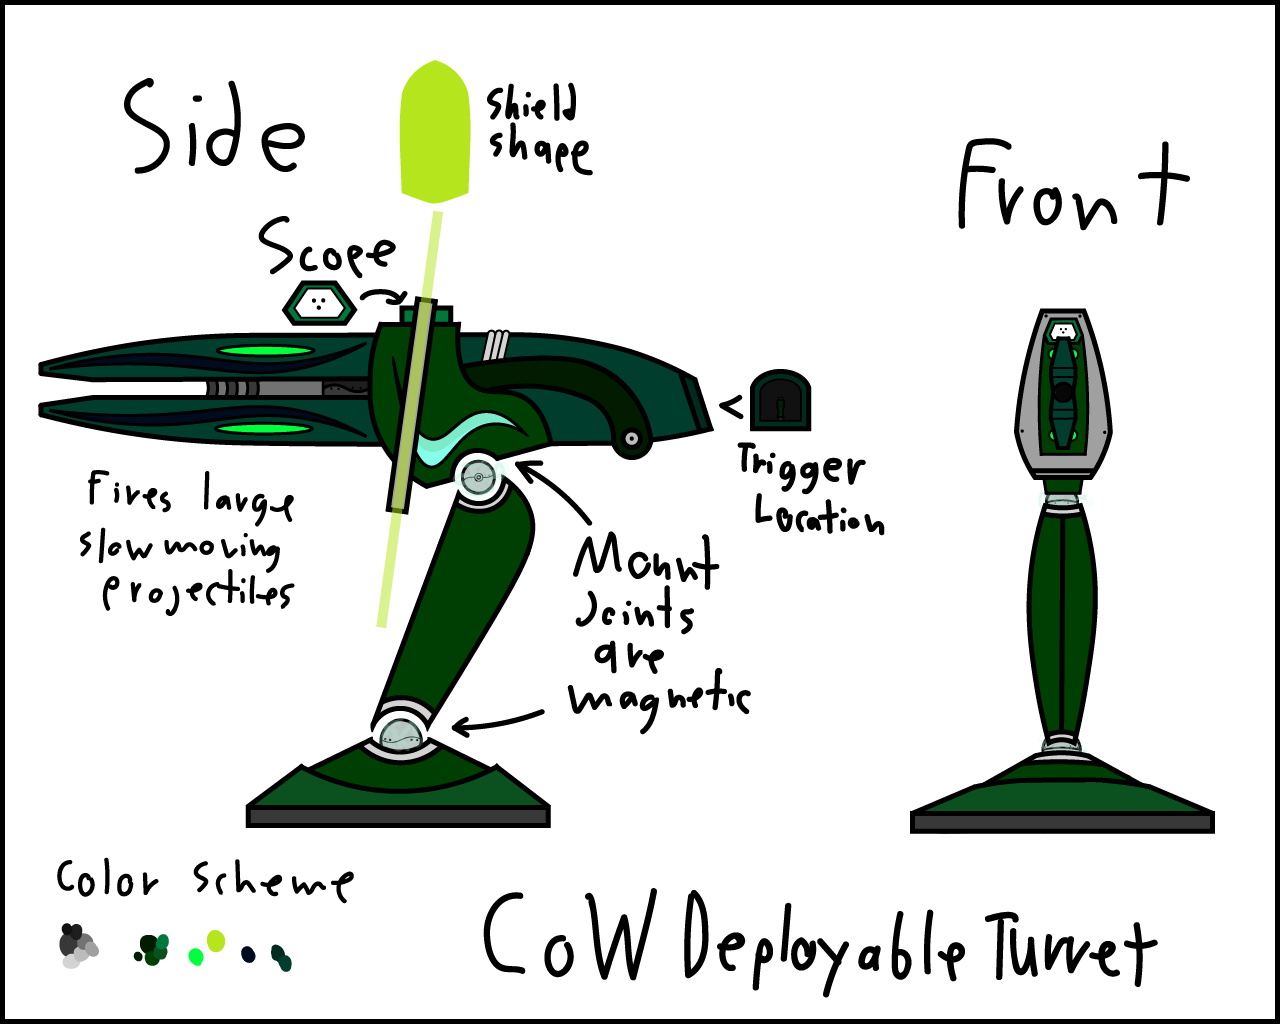 Side
Shield
shape
Front
Scope
Trigger
Location
Fires large
slow moving
projectiles
Mount
Joints
are
magnetic
Color Scheme
CoW Deployable Turret